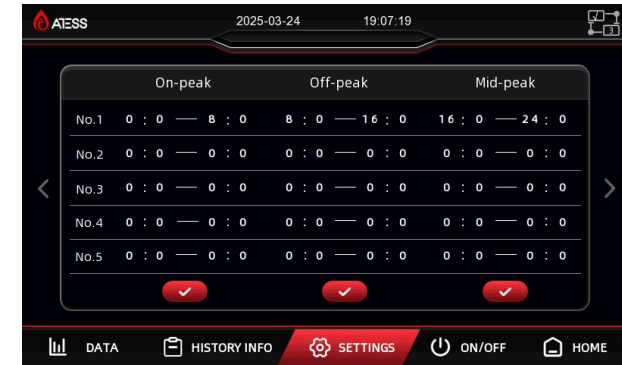 ATESS 2025-03-24 19:07:19
3
On-peak Off-peak Mid-peak
No.1 0 : 0 — 8 : 0 8 : 0 — 16 : 0 16 : 0 — 24 : 0
No.2 0 : 0 — 0 : 0 0 : 0 — 0 : 0 0 : 0 — 0 : 0
No.3 0 : 0 — 0 : 0 0 : 0 — 0 : 0 0 : 0 — 0 : 0
No.4 0 : 0 — 0 : 0 0 : 0 — 0 : 0 0 : 0 — 0 : 0
No.5 0 : 0 — 0 : 0 0 : 0 — 0 : 0 0 : 0 — 0 : 0
DATA HISTORY INFO SETTINGS ON/OFF HOME